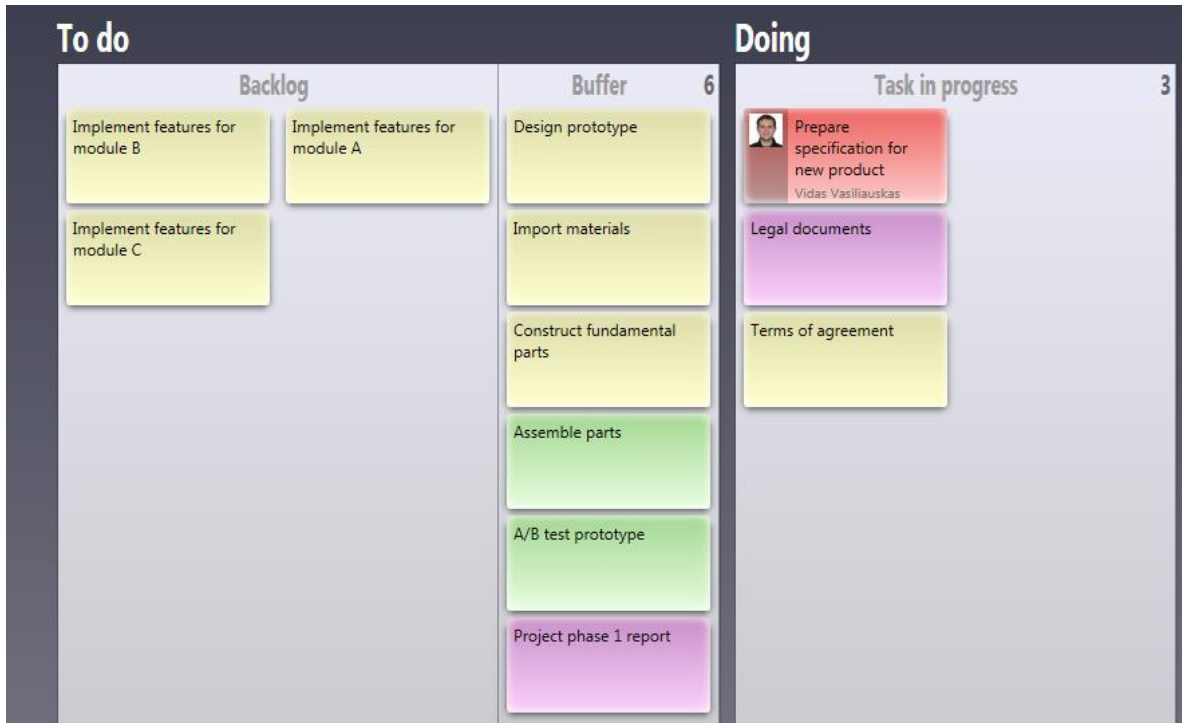 To do
Backlog
Implement features for
module B
Implement features for
module A
Implement features for
module C
Buffer 6
Design prototype
Import materials
Construct fundamental
parts
Assemble parts
A/B test prototype
Project phase 1 report
Doing
Task in progress 3
Prepare
specification for
new product
Vidas Vasiliauskas
Legal documents
Terms of agreement